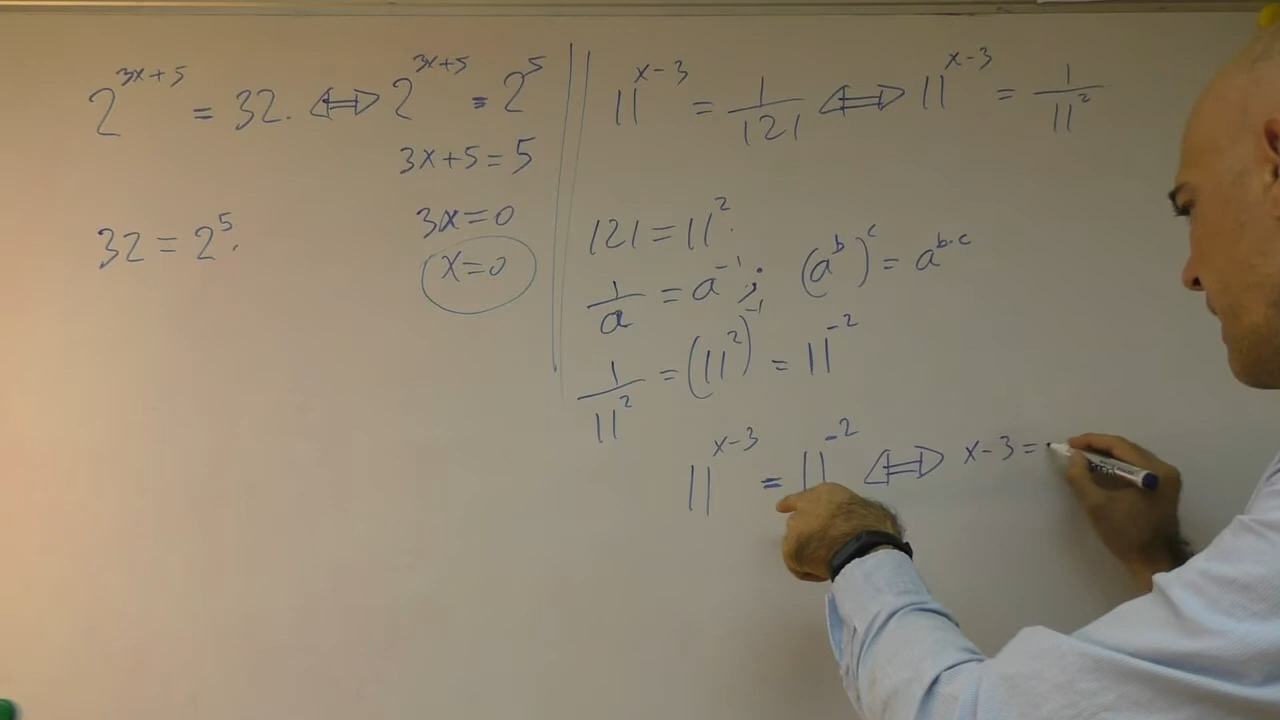 2^{3x+5} = 32. ⟺ 2^{3x+5} = 2^5
3x+5=5
3x=0
x=0
32 = 2^5.
11^{x-3} = 1/121 ⟺ 11^{x-3} = 1/11^2
121=11^2.
1/a = a^{-1}; (a^b)^c = a^{b·c}
1/11^2 = (11^2)^{-1} = 11^{-2}
11^{x-3} = 11^{-2} ⟺ x-3=